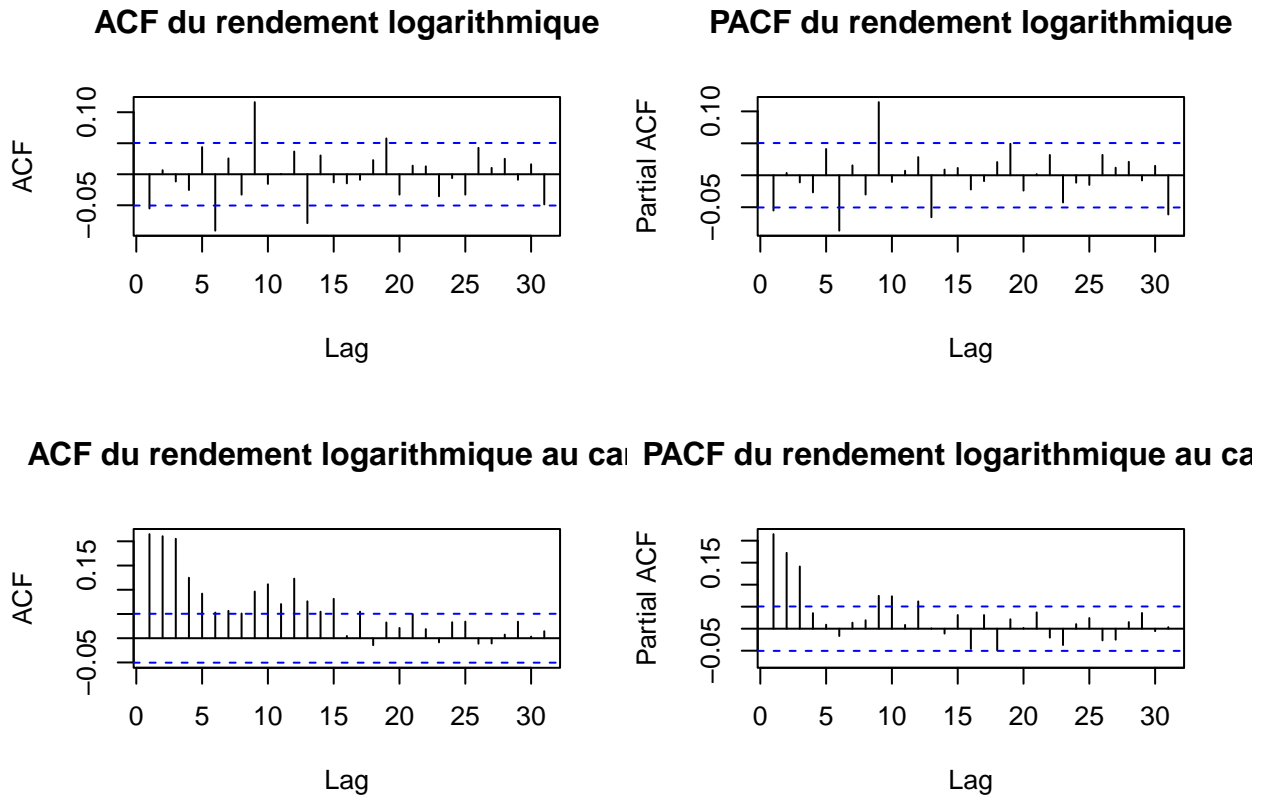 ACF du rendement logarithmique
ACF
0.10
−0.05
0 5 10 15 20 25 30
Lag
PACF du rendement logarithmique
Partial ACF
0.10
−0.05
0 5 10 15 20 25 30
Lag
ACF du rendement logarithmique au ca
ACF
0.15
−0.05
0 5 10 15 20 25 30
Lag
PACF du rendement logarithmique au ca
Partial ACF
0.15
−0.05
0 5 10 15 20 25 30
Lag